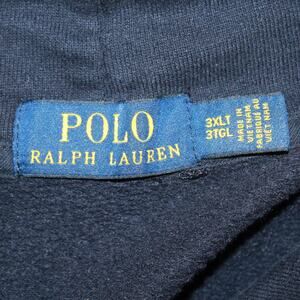 POLO
RALPH LAUREN
3XLT
3TGL
MADE IN
VIETNAM
FABRIQUÉ AU
VIET NAM